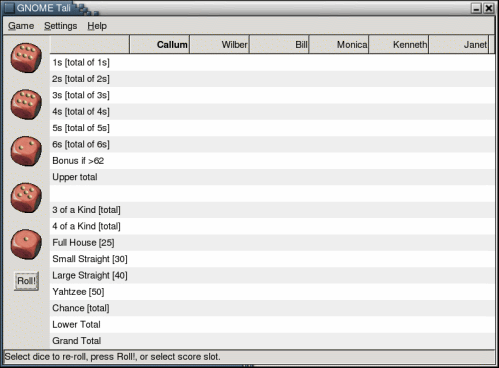 GNOME Tali
Game Settings Help
Callum Wilber Bill Monica Kenneth Janet
1s [total of 1s]
2s [total of 2s]
3s [total of 3s]
4s [total of 4s]
5s [total of 5s]
6s [total of 6s]
Bonus if >62
Upper total
3 of a Kind [total]
4 of a Kind [total]
Full House [25]
Small Straight [30]
Large Straight [40]
Yahtzee [50]
Chance [total]
Lower Total
Grand Total
Roll!
Select dice to re-roll, press Roll!, or select score slot.